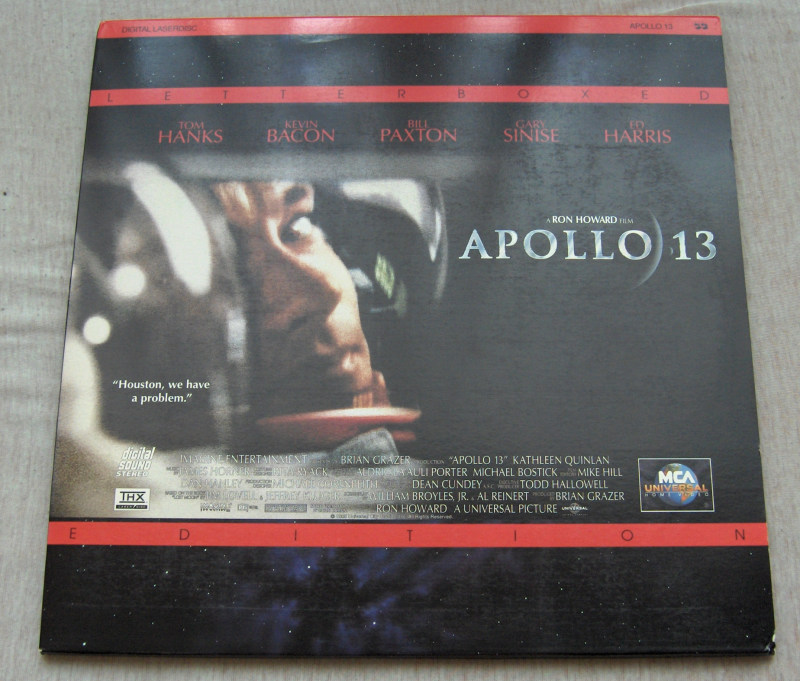 DIGITAL LASERDISC APOLLO 13
LETTERBOXED
TOM HANKS KEVIN BACON BILL PAXTON GARY SINISE ED HARRIS
A RON HOWARD FILM
APOLLO 13
“Houston, we have
a problem.”
digital
SOUND
STEREO
THX
ENTERTAINMENT BRIAN GRAZER PRODUCTION “APOLLO 13” KATHLEEN QUINLAN
PORTER MICHAEL BOSTICK MIKE HILL
DEAN CUNDEY TODD HALLOWELL
WILLIAM BROYLES, JR. & AL REINERT BRIAN GRAZER
RON HOWARD A UNIVERSAL PICTURE
MCA
UNIVERSAL
HOME VIDEO
EDITION